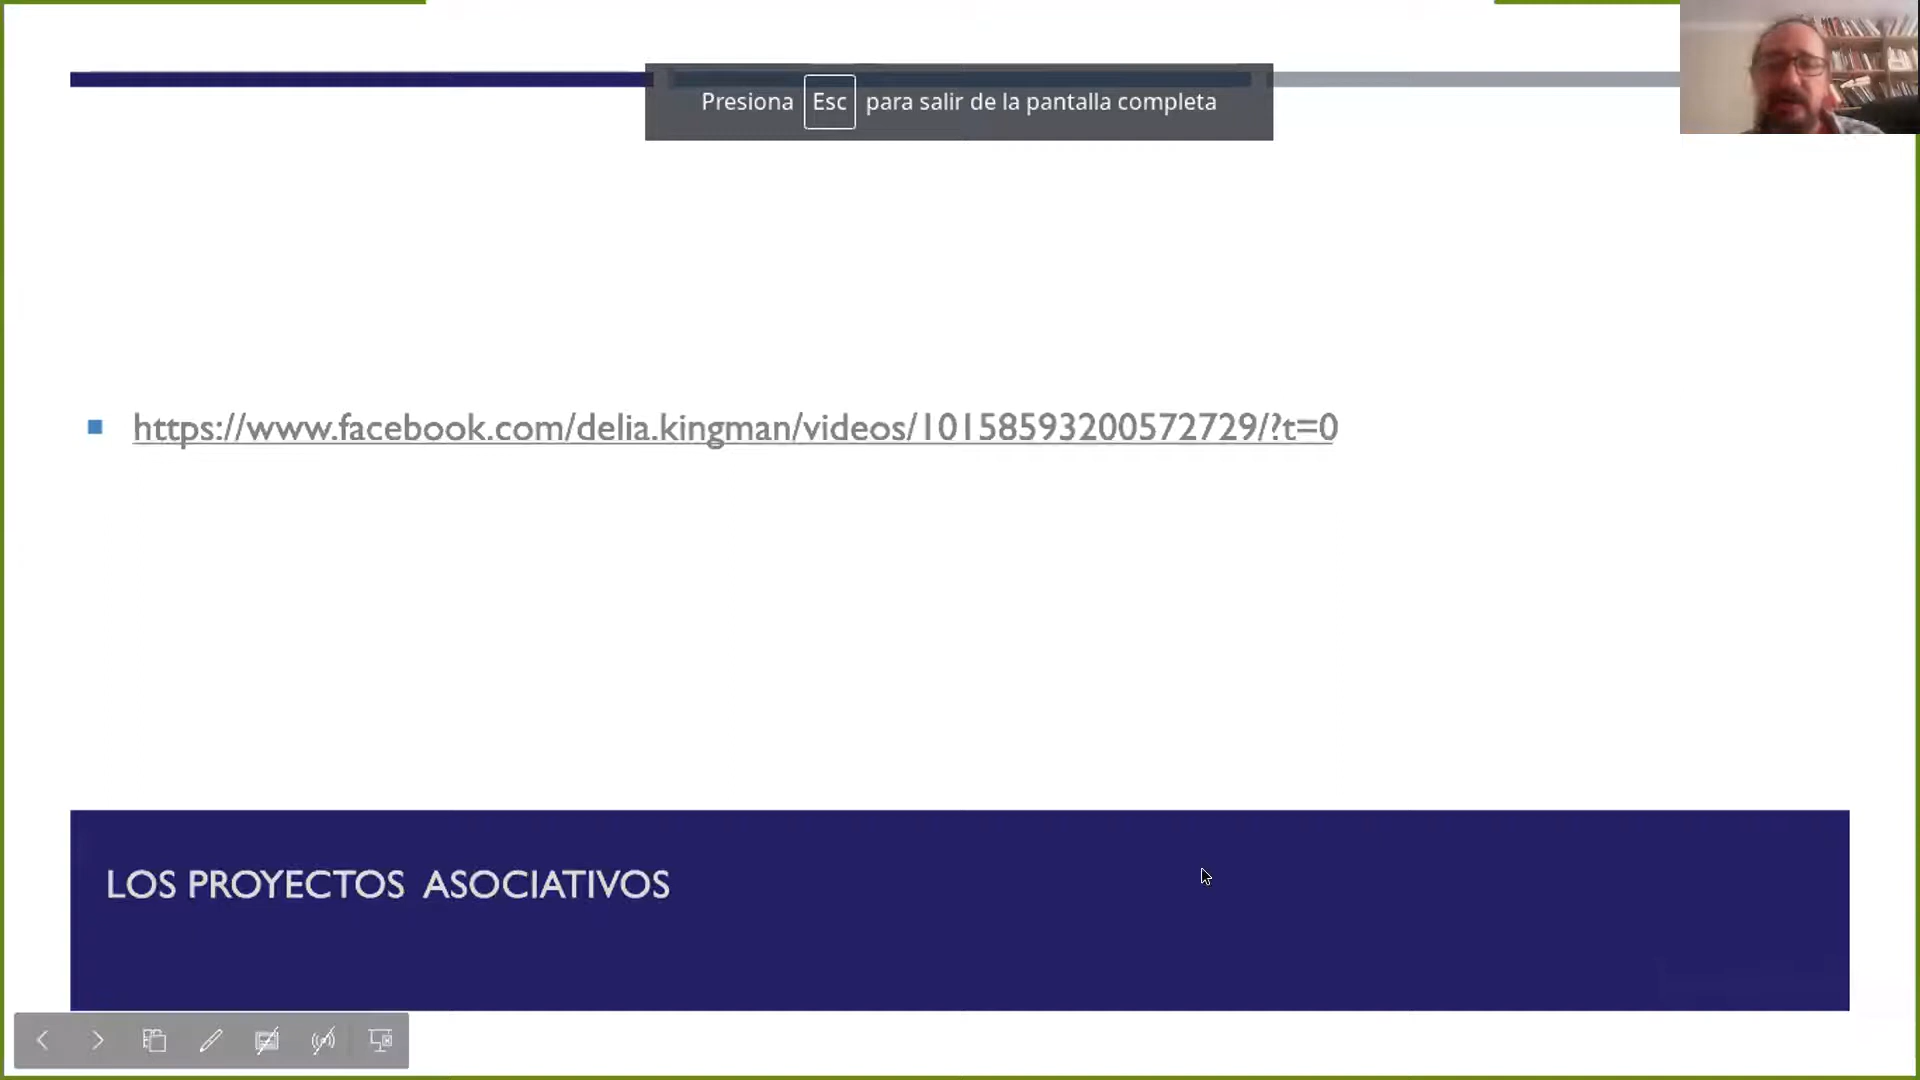 Presiona Esc para salir de la pantalla completa
https://www.facebook.com/delia.kingman/videos/10158593200572729/?t=0
LOS PROYECTOS ASOCIATIVOS